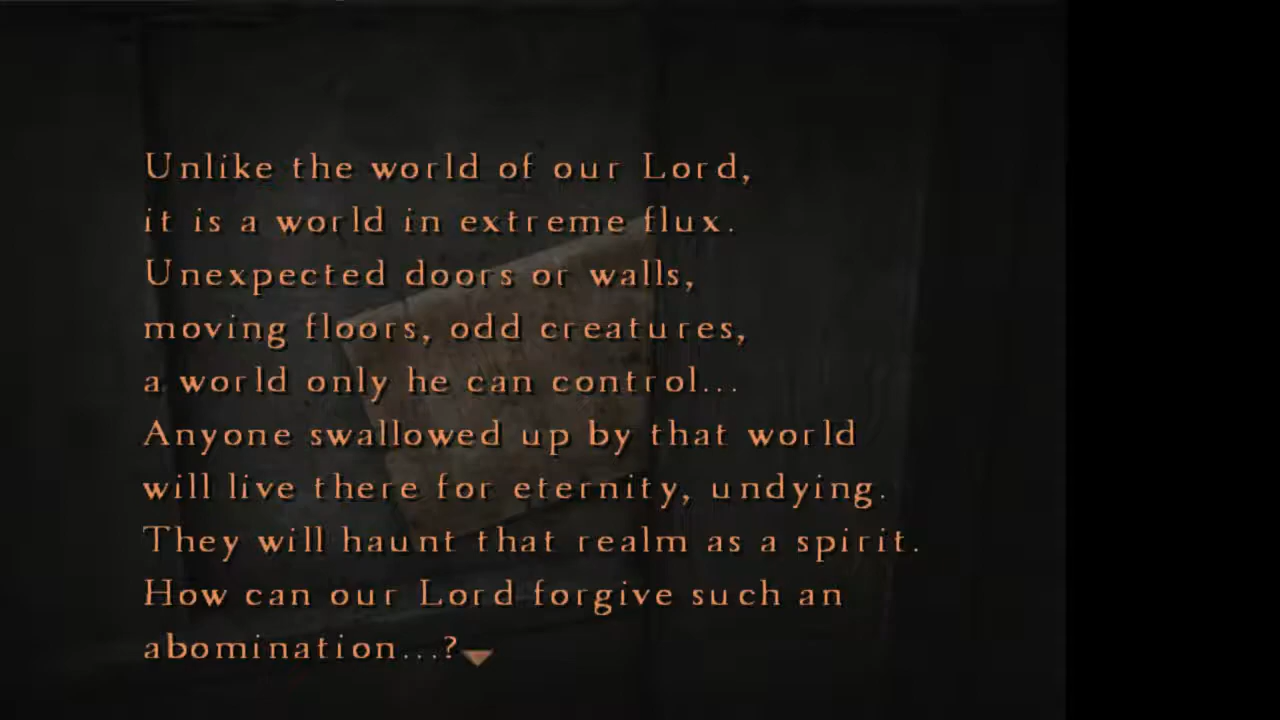 Unlike the world of our Lord,
it is a world in extreme flux.
Unexpected doors or walls,
moving floors, odd creatures,
a world only he can control...
Anyone swallowed up by that world
will live there for eternity, undying.
They will haunt that realm as a spirit.
How can our Lord forgive such an
abomination...?